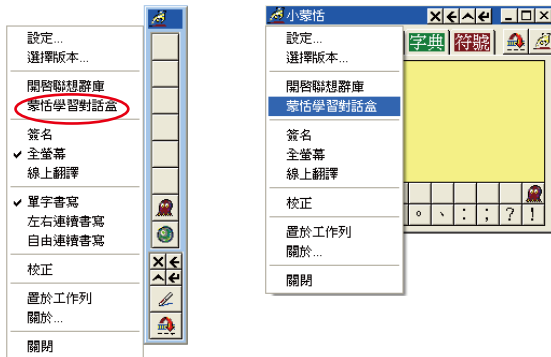 設定...
選擇版本...
開啓聯想辭庫
蒙恬學習對話盒
簽名
全螢幕
線上翻譯
單字書寫
左右連續書寫
自由連續書寫
校正
置於工作列
關於...
關閉
小蒙恬
設定...
選擇版本...
開啓聯想辭庫
蒙恬學習對話盒
簽名
全螢幕
線上翻譯
校正
置於工作列
關於...
關閉
字典 符號
。 、 : ; ? !